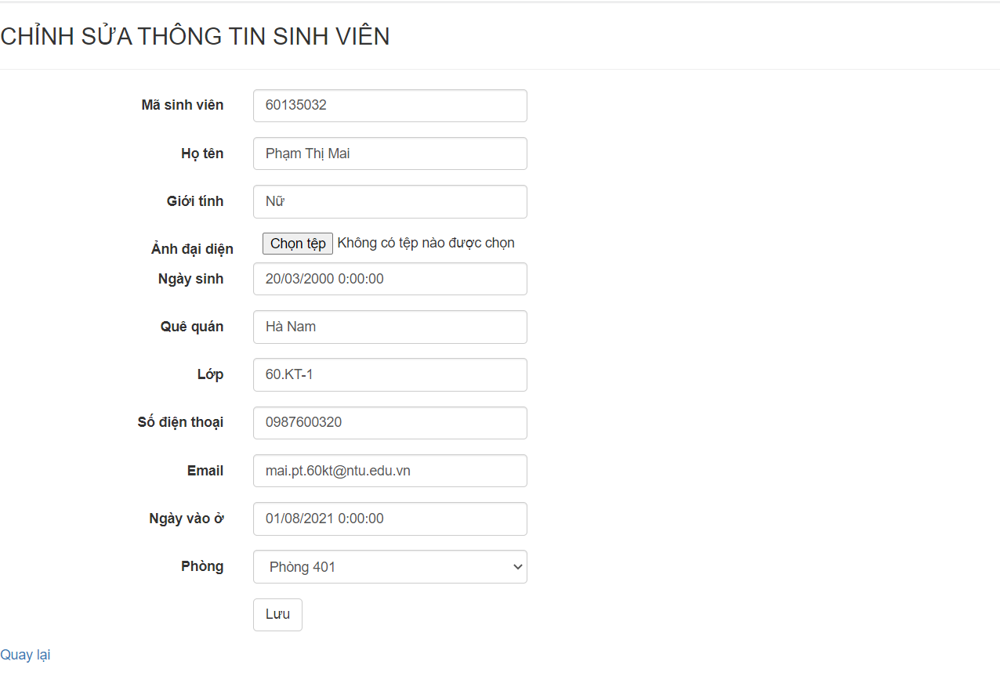 CHỈNH SỬA THÔNG TIN SINH VIÊN
Mã sinh viên 60135032
Họ tên Phạm Thị Mai
Giới tính Nữ
Ảnh đại diện Chọn tệp Không có tệp nào được chọn
Ngày sinh 20/03/2000 0:00:00
Quê quán Hà Nam
Lớp 60.KT-1
Số điện thoại 0987600320
Email mai.pt.60kt@ntu.edu.vn
Ngày vào ở 01/08/2021 0:00:00
Phòng Phòng 401
Lưu
Quay lại